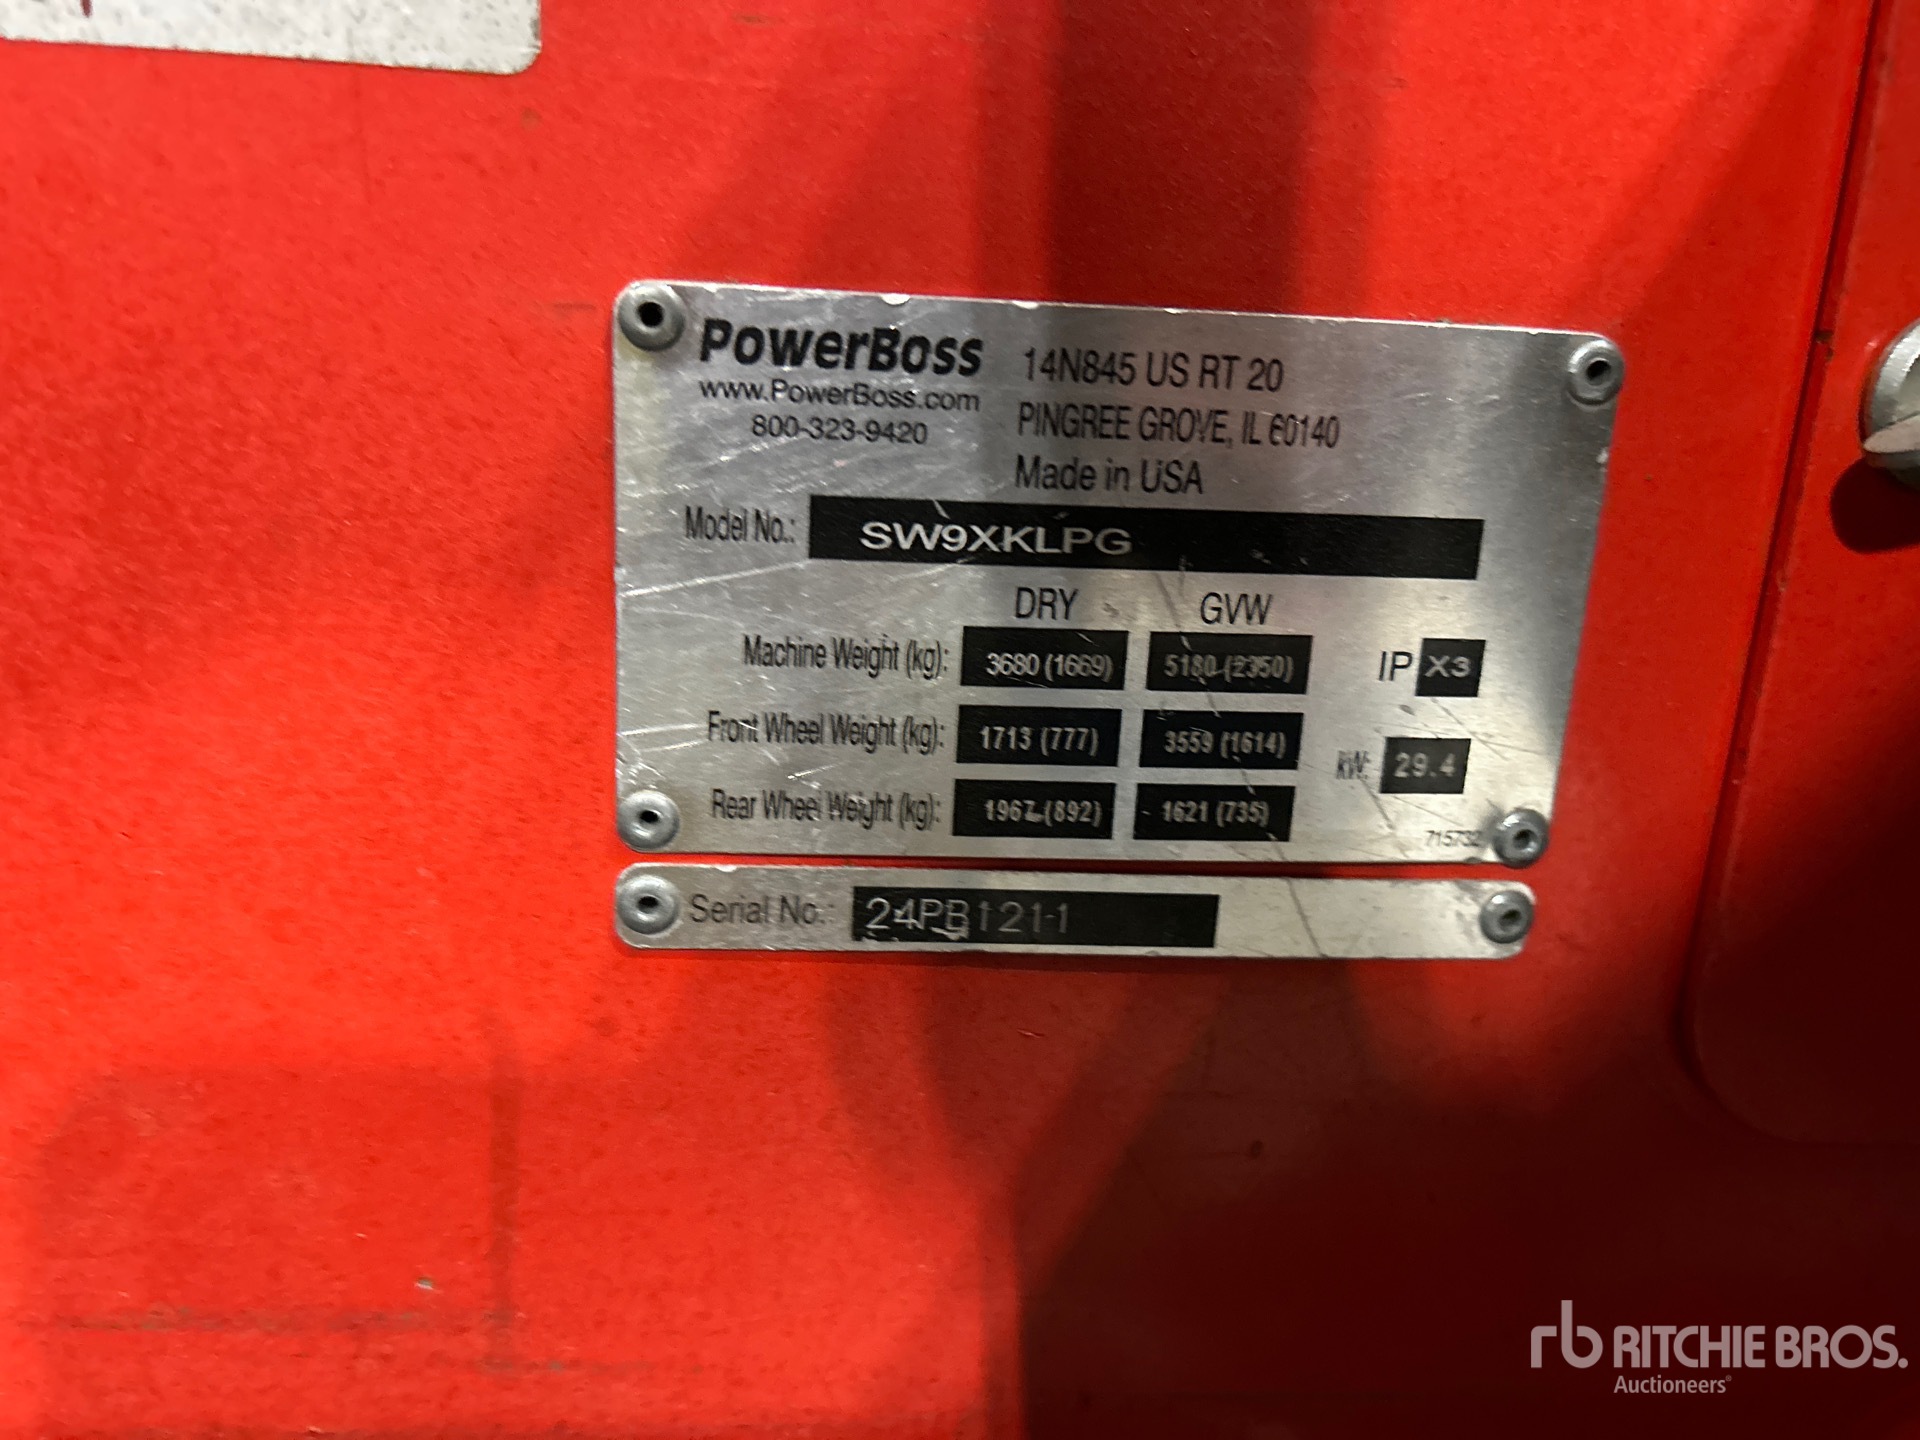 PowerBoss
www.PowerBoss.com
800-323-9420
14N845 US RT 20
PINGREE GROVE, IL 60140
Made in USA
Model No.: SW9XKLPG
DRY GVW
Machine Weight (kg): 3680 (1669) 5180 (2350)
IP X3
Front Wheel Weight (kg): 1713 (777) 3559 (1614)
kW: 29.4
Rear Wheel Weight (kg): 1967 (892) 1621 (735)
715732
Serial No.: 24PB1211
rb RITCHIE BROS.
Auctioneers